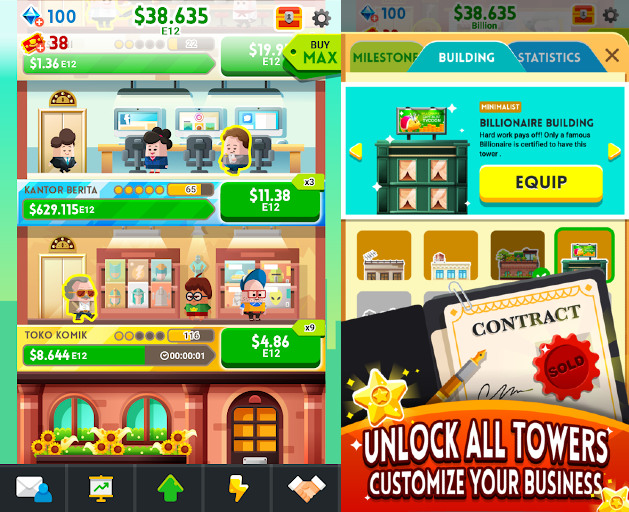 100
$38.635
E12
38
22
$1.36 E12
$19.9
BUY
MAX
KANTOR BERITA
65
x3
$629.115 E12
$11.38
E12
TOKO KOMIK
116
x9
$8.644 E12
00:00:01
$4.86
E12
100
$38.635
Billion
MILESTONE
BUILDING
STATISTICS
MINIMALIST
BILLIONAIRE BUILDING
Hard work pays off! Only a famous
Billionaire is certified to have this
tower.
EQUIP
TYCOON
CONTRACT
SOLD
UNLOCK ALL TOWERS
CUSTOMIZE YOUR BUSINESS